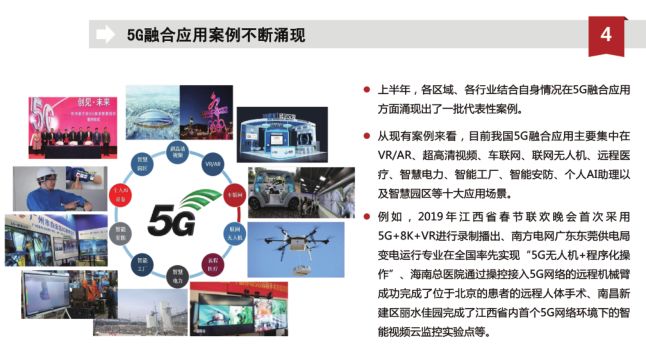 5G融合应用案例不断涌现
4
上半年，各区域、各行业结合自身情况在5G融合应用
方面涌现出了一批代表性案例。
从现有案例来看，目前我国5G融合应用主要集中在
VR/AR、超高清视频、车联网、联网无人机、远程医
疗、智慧电力、智能工厂、智能安防、个人AI助理以
及智慧园区等十大应用场景。
例如，2019年江西省春节联欢晚会首次采用
5G+8K+VR进行录制播出、南方电网广东东莞供电局
变电运行专业在全国率先实现“5G无人机+程序化操
作”、海南总医院通过操控接入5G网络的远程机械臂
成功完成了位于北京的患者的远程人体手术、南昌新
建区丽水佳园完成了江西省内首个5G网络环境下的智
能视频云监控实验点等。
创见·未来
5G
超高清
视频
VR/AR
车联网
联网
无人机
远程
医疗
智慧
电力
智能
工厂
智能
安防
个人AI
智慧
园区
5G